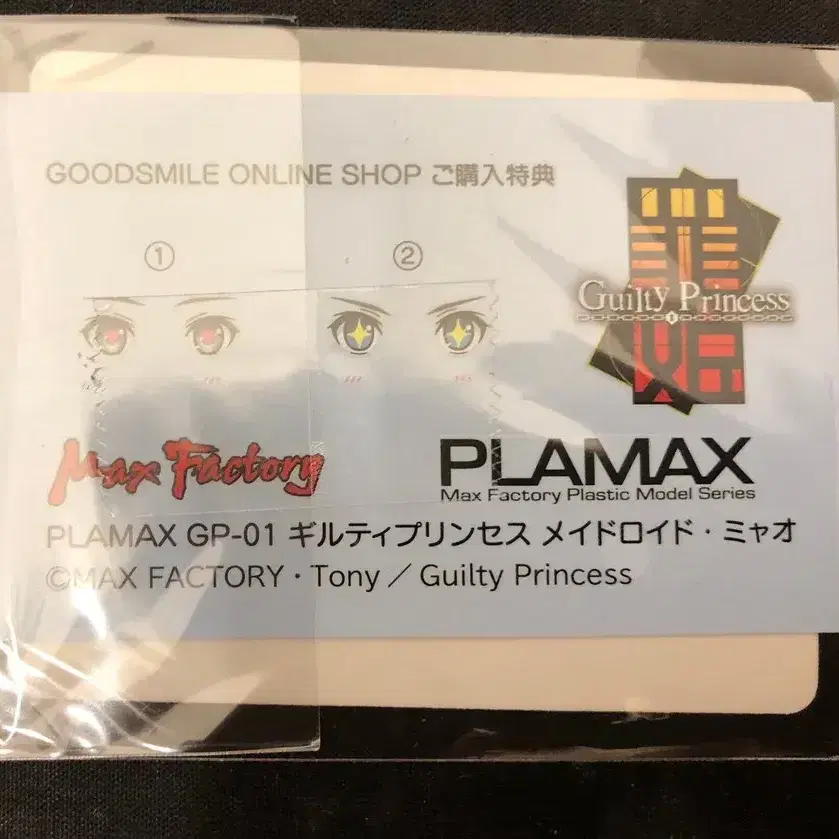 GOODSMILE ONLINE SHOP ご購入特典
① ②
Guilty Princess
Max Factory
PLAMAX
Max Factory Plastic Model Series
PLAMAX GP-01 ギルティプリンセス メイドロイド・ミャオ
©MAX FACTORY・Tony／Guilty Princess